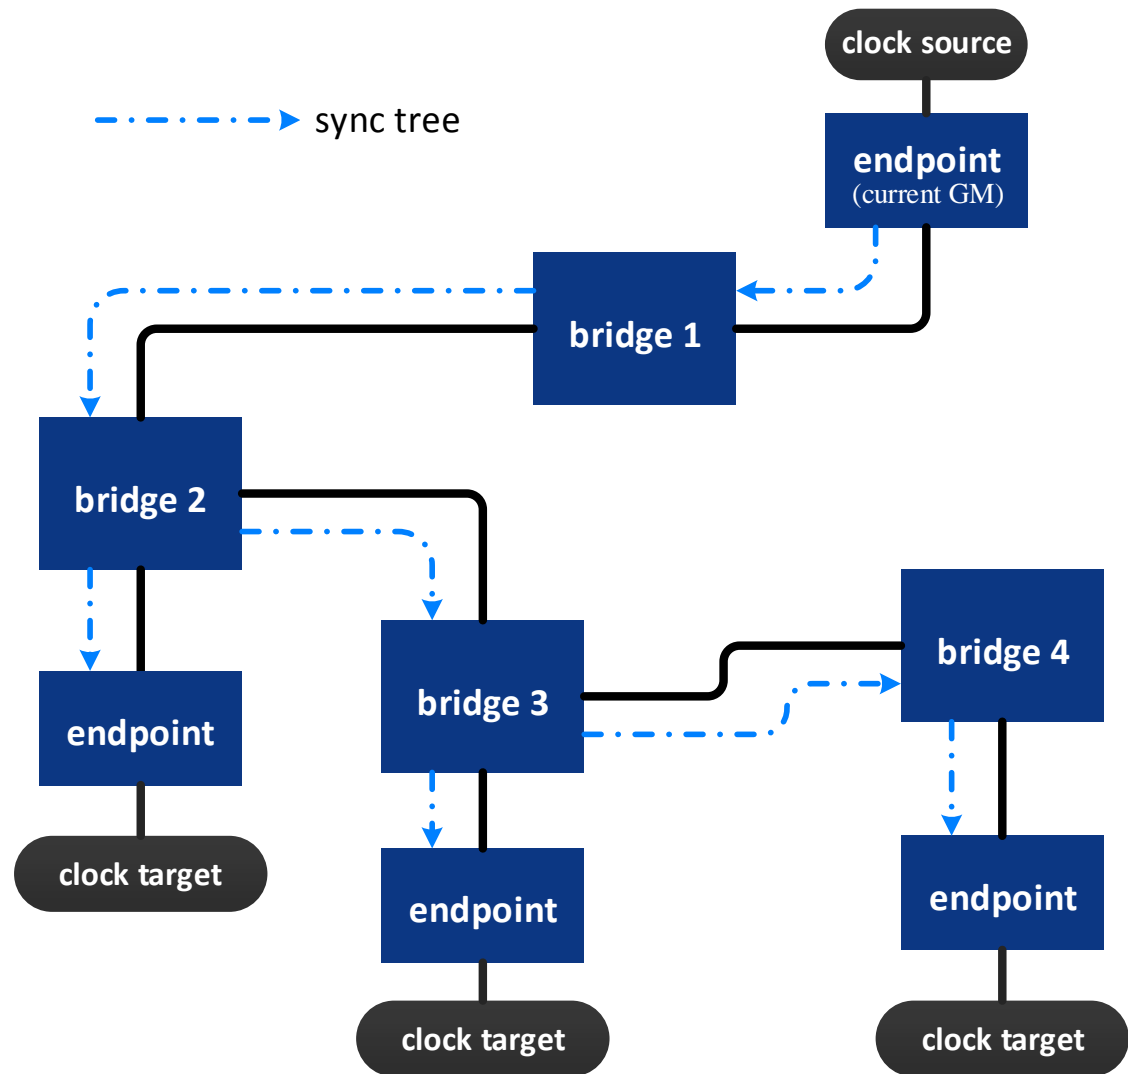 clock source
sync tree
endpoint
(current GM)
bridge 1
bridge 2
bridge 4
bridge 3
endpoint
clock target
endpoint
endpoint
clock target
clock target